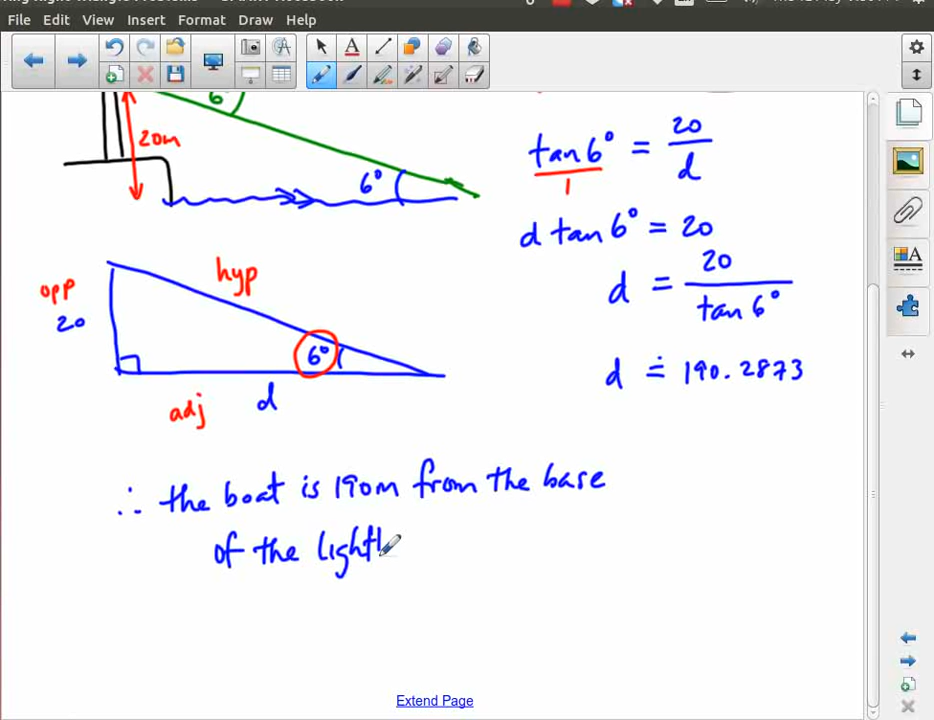 File Edit View Insert Format Draw Help
6°
20m
6°
tan 6° = 20/d
1
d tan 6° = 20
d = 20/tan 6°
d ≐ 190.2873
opp
20
hyp
6°
adj
d
∴ the boat is 190m from the base
of the lightl
Extend Page